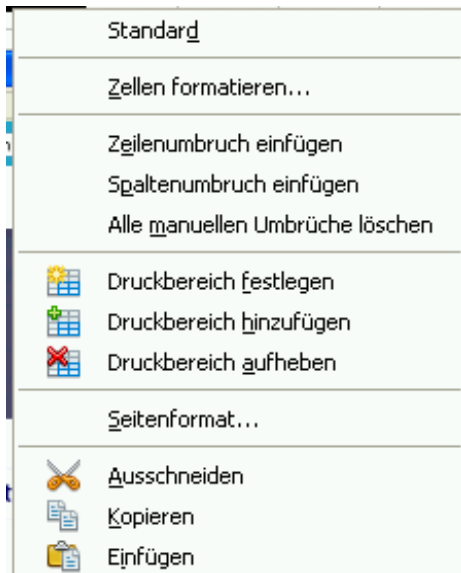 Standard
Zellen formatieren...
Zeilenumbruch einfügen
Spaltenumbruch einfügen
Alle manuellen Umbrüche löschen
Druckbereich festlegen
Druckbereich hinzufügen
Druckbereich aufheben
Seitenformat...
Ausschneiden
Kopieren
Einfügen